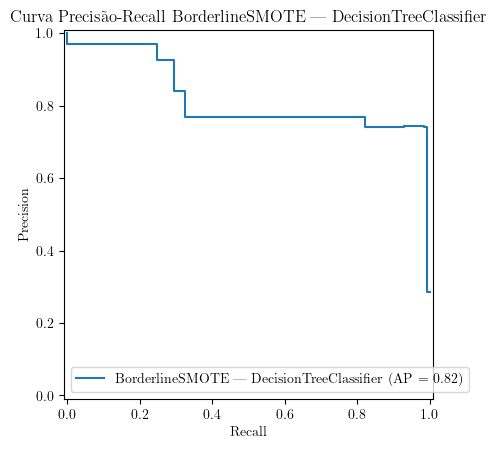 Curva Precisão-Recall BorderlineSMOTE — DecisionTreeClassifier
1.0
0.8
0.6
0.4
0.2
0.0
Precision
BorderlineSMOTE — DecisionTreeClassifier (AP = 0.82)
0.0 0.2 0.4 0.6 0.8 1.0
Recall